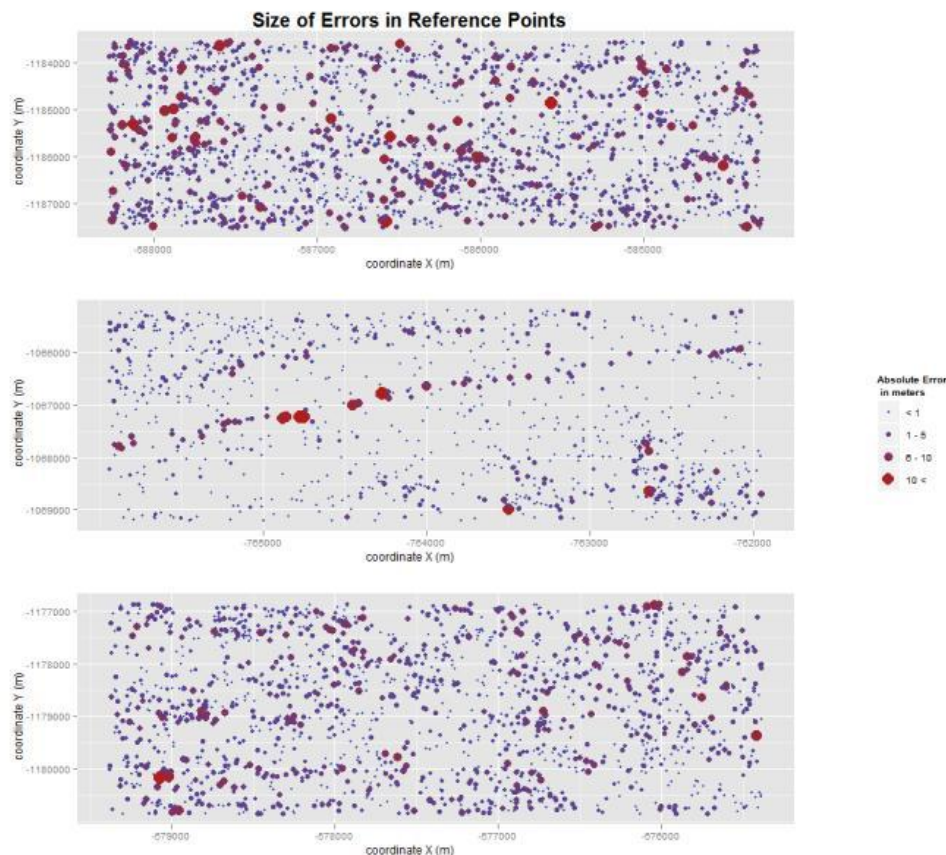 Size of Errors in Reference Points
-1184000
-1185000
-1186000
-1187000
coordinate Y (m)
-588000 -587000 -586000 -585000
coordinate X (m)
-1066000
-1067000
-1068000
-1069000
coordinate Y (m)
-765000 -764000 -763000 -762000
coordinate X (m)
Absolute Error
in meters
< 1
1 - 5
6 - 10
10 <
-1177000
-1178000
-1179000
-1180000
coordinate Y (m)
-579000 -578000 -577000 -576000
coordinate X (m)